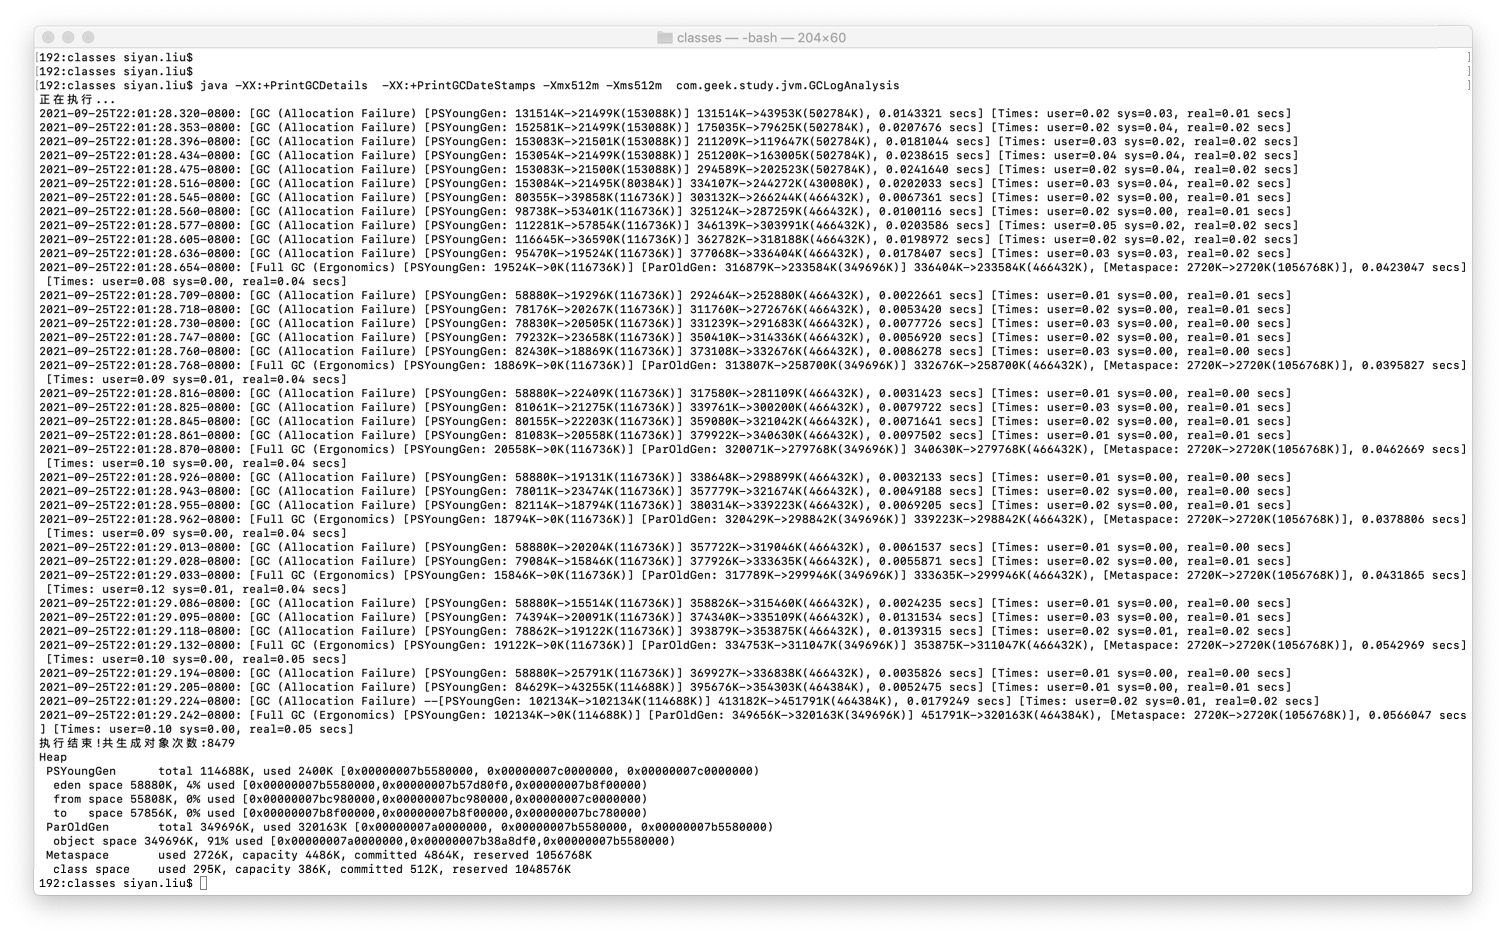 classes — -bash — 204×60
[192:classes siyan.liu$ ]
[192:classes siyan.liu$ ]
[192:classes siyan.liu$ java -XX:+PrintGCDetails  -XX:+PrintGCDateStamps -Xmx512m -Xms512m  com.geek.study.jvm.GCLogAnalysis ]
正在执行...
2021-09-25T22:01:28.320-0800: [GC (Allocation Failure) [PSYoungGen: 131514K->21499K(153088K)] 131514K->43953K(502784K), 0.0143321 secs] [Times: user=0.02 sys=0.03, real=0.01 secs]
2021-09-25T22:01:28.356-0800: [GC (Allocation Failure) [PSYoungGen: 152581K->21499K(153088K)] 175035K->79625K(502784K), 0.0207676 secs] [Times: user=0.02 sys=0.04, real=0.02 secs]
2021-09-25T22:01:28.396-0800: [GC (Allocation Failure) [PSYoungGen: 153083K->21501K(153088K)] 211209K->119647K(502784K), 0.0181044 secs] [Times: user=0.03 sys=0.02, real=0.02 secs]
2021-09-25T22:01:28.434-0800: [GC (Allocation Failure) [PSYoungGen: 153054K->21499K(153088K)] 251200K->163005K(502784K), 0.0238615 secs] [Times: user=0.04 sys=0.04, real=0.02 secs]
2021-09-25T22:01:28.475-0800: [GC (Allocation Failure) [PSYoungGen: 153083K->21500K(153088K)] 294589K->202523K(502784K), 0.0241640 secs] [Times: user=0.02 sys=0.04, real=0.02 secs]
2021-09-25T22:01:28.516-0800: [GC (Allocation Failure) [PSYoungGen: 153084K->21495K(80384K)] 334107K->244272K(430080K), 0.0202033 secs] [Times: user=0.03 sys=0.04, real=0.02 secs]
2021-09-25T22:01:28.545-0800: [GC (Allocation Failure) [PSYoungGen: 80355K->39858K(116736K)] 303132K->266244K(466432K), 0.0067361 secs] [Times: user=0.02 sys=0.00, real=0.01 secs]
2021-09-25T22:01:28.560-0800: [GC (Allocation Failure) [PSYoungGen: 98738K->53401K(116736K)] 325124K->287259K(466432K), 0.0100116 secs] [Times: user=0.02 sys=0.00, real=0.01 secs]
2021-09-25T22:01:28.577-0800: [GC (Allocation Failure) [PSYoungGen: 112281K->57854K(116736K)] 346139K->303991K(466432K), 0.0203586 secs] [Times: user=0.05 sys=0.02, real=0.02 secs]
2021-09-25T22:01:28.605-0800: [GC (Allocation Failure) [PSYoungGen: 116645K->36590K(116736K)] 362782K->318188K(466432K), 0.0198972 secs] [Times: user=0.02 sys=0.02, real=0.02 secs]
2021-09-25T22:01:28.636-0800: [GC (Allocation Failure) [PSYoungGen: 95470K->19524K(116736K)] 377068K->336404K(466432K), 0.0178407 secs] [Times: user=0.03 sys=0.03, real=0.02 secs]
2021-09-25T22:01:28.654-0800: [Full GC (Ergonomics) [PSYoungGen: 19524K->0K(116736K)] [ParOldGen: 316879K->233584K(349696K)] 336404K->233584K(466432K), [Metaspace: 2720K->2720K(1056768K)], 0.0423047 secs]
 [Times: user=0.08 sys=0.00, real=0.04 secs]
2021-09-25T22:01:28.709-0800: [GC (Allocation Failure) [PSYoungGen: 58880K->19296K(116736K)] 292464K->252880K(466432K), 0.0022661 secs] [Times: user=0.01 sys=0.00, real=0.01 secs]
2021-09-25T22:01:28.718-0800: [GC (Allocation Failure) [PSYoungGen: 78176K->20267K(116736K)] 311760K->272676K(466432K), 0.0053420 secs] [Times: user=0.02 sys=0.00, real=0.01 secs]
2021-09-25T22:01:28.730-0800: [GC (Allocation Failure) [PSYoungGen: 78830K->20505K(116736K)] 331239K->291683K(466432K), 0.0077726 secs] [Times: user=0.03 sys=0.00, real=0.00 secs]
2021-09-25T22:01:28.747-0800: [GC (Allocation Failure) [PSYoungGen: 79232K->23658K(116736K)] 350410K->314336K(466432K), 0.0056920 secs] [Times: user=0.02 sys=0.00, real=0.01 secs]
2021-09-25T22:01:28.760-0800: [GC (Allocation Failure) [PSYoungGen: 82430K->18869K(116736K)] 373108K->332676K(466432K), 0.0086278 secs] [Times: user=0.03 sys=0.00, real=0.00 secs]
2021-09-25T22:01:28.768-0800: [Full GC (Ergonomics) [PSYoungGen: 18869K->0K(116736K)] [ParOldGen: 313807K->258700K(349696K)] 332676K->258700K(466432K), [Metaspace: 2720K->2720K(1056768K)], 0.0395827 secs]
 [Times: user=0.09 sys=0.01, real=0.04 secs]
2021-09-25T22:01:28.816-0800: [GC (Allocation Failure) [PSYoungGen: 58880K->22409K(116736K)] 317580K->281109K(466432K), 0.0031423 secs] [Times: user=0.01 sys=0.00, real=0.00 secs]
2021-09-25T22:01:28.825-0800: [GC (Allocation Failure) [PSYoungGen: 81061K->21275K(116736K)] 339761K->300200K(466432K), 0.0079722 secs] [Times: user=0.03 sys=0.00, real=0.01 secs]
2021-09-25T22:01:28.845-0800: [GC (Allocation Failure) [PSYoungGen: 80155K->22203K(116736K)] 359080K->321042K(466432K), 0.0071641 secs] [Times: user=0.02 sys=0.00, real=0.01 secs]
2021-09-25T22:01:28.861-0800: [GC (Allocation Failure) [PSYoungGen: 81083K->20558K(116736K)] 379922K->340630K(466432K), 0.0097502 secs] [Times: user=0.01 sys=0.00, real=0.01 secs]
2021-09-25T22:01:28.870-0800: [Full GC (Ergonomics) [PSYoungGen: 20558K->0K(116736K)] [ParOldGen: 320071K->279768K(349696K)] 340630K->279768K(466432K), [Metaspace: 2720K->2720K(1056768K)], 0.0462669 secs]
 [Times: user=0.10 sys=0.00, real=0.04 secs]
2021-09-25T22:01:28.926-0800: [GC (Allocation Failure) [PSYoungGen: 58880K->19131K(116736K)] 338648K->298899K(466432K), 0.0032133 secs] [Times: user=0.01 sys=0.00, real=0.00 secs]
2021-09-25T22:01:28.943-0800: [GC (Allocation Failure) [PSYoungGen: 78011K->23474K(116736K)] 357779K->321674K(466432K), 0.0049188 secs] [Times: user=0.02 sys=0.00, real=0.00 secs]
2021-09-25T22:01:28.955-0800: [GC (Allocation Failure) [PSYoungGen: 82114K->18794K(116736K)] 380314K->339223K(466432K), 0.0069205 secs] [Times: user=0.02 sys=0.00, real=0.01 secs]
2021-09-25T22:01:28.962-0800: [Full GC (Ergonomics) [PSYoungGen: 18794K->0K(116736K)] [ParOldGen: 320429K->298842K(349696K)] 339223K->298842K(466432K), [Metaspace: 2720K->2720K(1056768K)], 0.0378806 secs]
 [Times: user=0.09 sys=0.00, real=0.04 secs]
2021-09-25T22:01:29.013-0800: [GC (Allocation Failure) [PSYoungGen: 58880K->20204K(116736K)] 357722K->319046K(466432K), 0.0061537 secs] [Times: user=0.01 sys=0.00, real=0.00 secs]
2021-09-25T22:01:29.028-0800: [GC (Allocation Failure) [PSYoungGen: 79084K->15846K(116736K)] 377926K->333635K(466432K), 0.0055871 secs] [Times: user=0.02 sys=0.00, real=0.01 secs]
2021-09-25T22:01:29.033-0800: [Full GC (Ergonomics) [PSYoungGen: 15846K->0K(116736K)] [ParOldGen: 317789K->299946K(349696K)] 333635K->299946K(466432K), [Metaspace: 2720K->2720K(1056768K)], 0.0431865 secs]
 [Times: user=0.12 sys=0.01, real=0.04 secs]
2021-09-25T22:01:29.086-0800: [GC (Allocation Failure) [PSYoungGen: 58880K->15514K(116736K)] 358826K->315460K(466432K), 0.0024235 secs] [Times: user=0.01 sys=0.00, real=0.00 secs]
2021-09-25T22:01:29.095-0800: [GC (Allocation Failure) [PSYoungGen: 74394K->20091K(116736K)] 374340K->335109K(466432K), 0.0131534 secs] [Times: user=0.03 sys=0.00, real=0.01 secs]
2021-09-25T22:01:29.118-0800: [GC (Allocation Failure) [PSYoungGen: 78862K->19122K(116736K)] 393879K->353875K(466432K), 0.0139315 secs] [Times: user=0.02 sys=0.01, real=0.02 secs]
2021-09-25T22:01:29.132-0800: [Full GC (Ergonomics) [PSYoungGen: 19122K->0K(116736K)] [ParOldGen: 334753K->311047K(349696K)] 353875K->311047K(466432K), [Metaspace: 2720K->2720K(1056768K)], 0.0542969 secs]
 [Times: user=0.10 sys=0.00, real=0.05 secs]
2021-09-25T22:01:29.194-0800: [GC (Allocation Failure) [PSYoungGen: 58880K->25791K(116736K)] 369927K->336838K(466432K), 0.0035826 secs] [Times: user=0.01 sys=0.00, real=0.01 secs]
2021-09-25T22:01:29.205-0800: [GC (Allocation Failure) [PSYoungGen: 84629K->43255K(114688K)] 395676K->354303K(464384K), 0.0052475 secs] [Times: user=0.01 sys=0.00, real=0.01 secs]
2021-09-25T22:01:29.224-0800: [GC (Allocation Failure) --[PSYoungGen: 102134K->102134K(114688K)] 413182K->451791K(464384K), 0.0179249 secs] [Times: user=0.02 sys=0.01, real=0.02 secs]
2021-09-25T22:01:29.242-0800: [Full GC (Ergonomics) [PSYoungGen: 102134K->0K(114688K)] [ParOldGen: 349656K->320163K(349696K)] 451791K->320163K(464384K), [Metaspace: 2720K->2720K(1056768K)], 0.0566047 secs
] [Times: user=0.10 sys=0.00, real=0.05 secs]
执行结束!共生成对象次数:8479
Heap
 PSYoungGen      total 114688K, used 2400K [0x00000007b5580000, 0x00000007c0000000, 0x00000007c0000000)
  eden space 58880K, 4% used [0x00000007b5580000,0x00000007b57d80f0,0x00000007b8f00000)
  from space 55808K, 0% used [0x00000007bc980000,0x00000007bc980000,0x00000007c0000000)
  to   space 57856K, 0% used [0x00000007b8f00000,0x00000007b8f00000,0x00000007bc780000)
 ParOldGen       total 349696K, used 320163K [0x00000007a0000000, 0x00000007b5580000, 0x00000007b5580000)
  object space 349696K, 91% used [0x00000007a0000000,0x00000007b38a8df0,0x00000007b5580000)
 Metaspace       used 2726K, capacity 4486K, committed 4864K, reserved 1056768K
  class space    used 295K, capacity 386K, committed 512K, reserved 1048576K
192:classes siyan.liu$